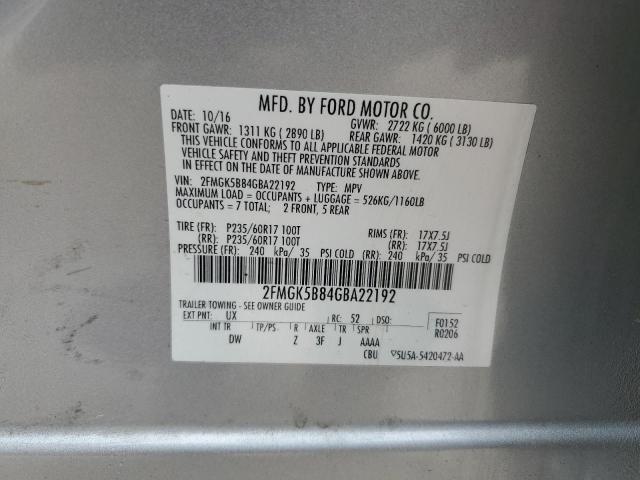 MFD. BY FORD MOTOR CO.
DATE: 10/16 GVWR: 2722 KG ( 6000 LB)
FRONT GAWR: 1311 KG ( 2890 LB) REAR GAWR: 1420 KG ( 3130 LB)
THIS VEHICLE CONFORMS TO ALL APPLICABLE FEDERAL MOTOR
VEHICLE SAFETY AND THEFT PREVENTION STANDARDS IN EFFECT
ON THE DATE OF MANUFACTURE SHOWN ABOVE.
VIN: 2FMGK5B84GBA22192 TYPE: MPV
MAXIMUM LOAD = OCCUPANTS + LUGGAGE = 526KG/1160LB
OCCUPANTS = 7 TOTAL; 2 FRONT, 5 REAR
TIRE (FR): P235/60R17 100T RIMS (FR): 17X7.5J
(RR): P235/60R17 100T (RR): 17X7.5J
PRESSURE (FR): 240 kPa/ 35 PSI COLD (RR): 240 kPa/ 35 PSI COLD
2FMGK5B84GBA22192
TRAILER TOWING - SEE OWNER GUIDE
EXT PNT: UX RC: 52 DSO: F0152
INT TR TP/PS R AXLE TR SPR R0206
DW Z 3F J AAAA
CBU 5U5A-5420472-AA